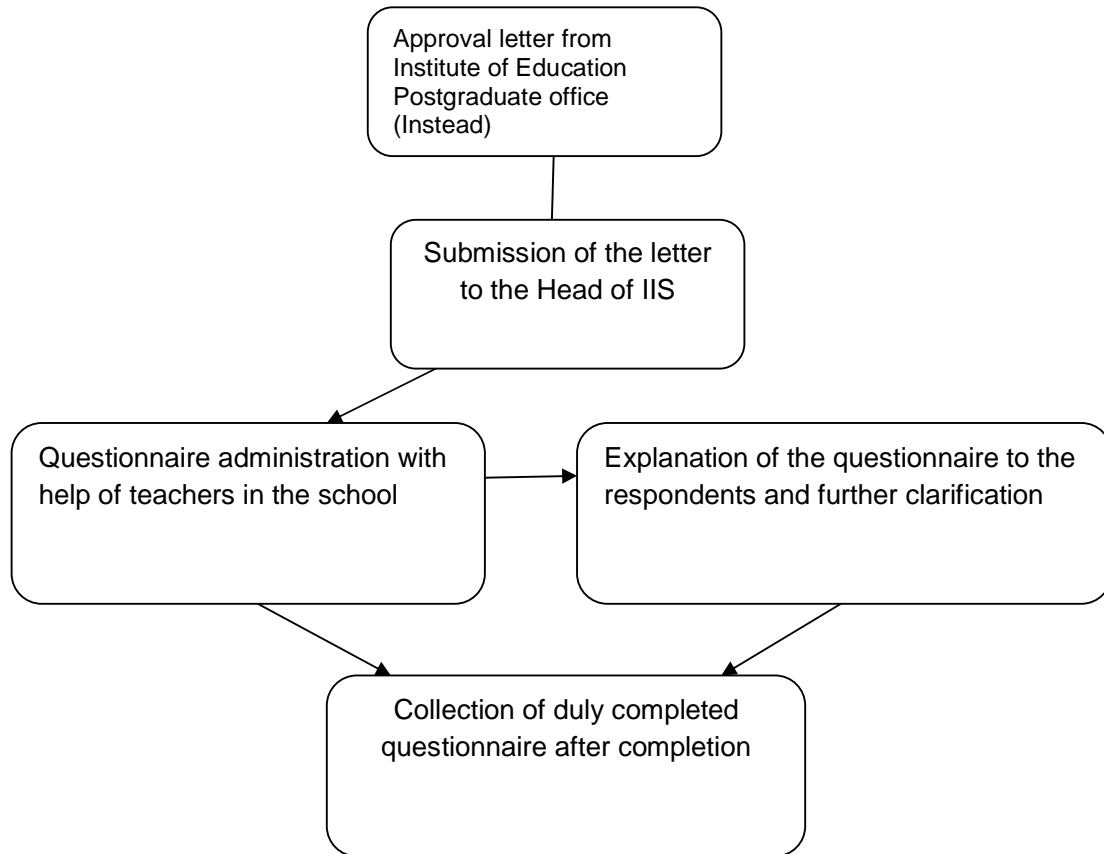 Approval letter from
Institute of Education
Postgraduate office
(Instead)
Submission of the letter
to the Head of IIS
Questionnaire administration with
help of teachers in the school
Explanation of the questionnaire to the
respondents and further clarification
Collection of duly completed
questionnaire after completion